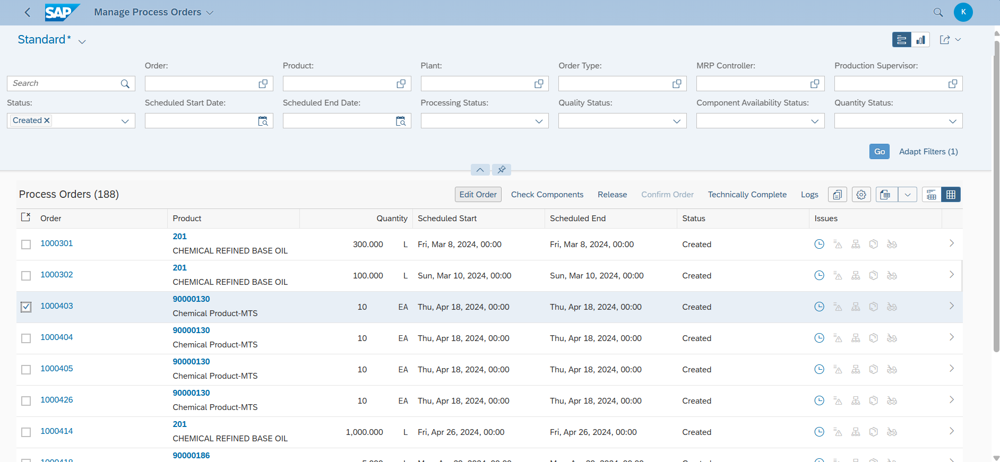 SAP Manage Process Orders K
Standard*
Order: Product: Plant: Order Type: MRP Controller: Production Supervisor:
Search
Status: Scheduled Start Date: Scheduled End Date: Processing Status: Quality Status: Component Availability Status: Quantity Status:
Created
Go Adapt Filters (1)
Process Orders (188) Edit Order Check Components Release Confirm Order Technically Complete Logs
Order Product Quantity Scheduled Start Scheduled End Status Issues
1000301 201 300.000 L Fri, Mar 8, 2024, 00:00 Fri, Mar 8, 2024, 00:00 Created
CHEMICAL REFINED BASE OIL
1000302 201 100.000 L Sun, Mar 10, 2024, 00:00 Sun, Mar 10, 2024, 00:00 Created
CHEMICAL REFINED BASE OIL
1000403 90000130 10 EA Thu, Apr 18, 2024, 00:00 Thu, Apr 18, 2024, 00:00 Created
Chemical Product-MTS
1000404 90000130 10 EA Thu, Apr 18, 2024, 00:00 Thu, Apr 18, 2024, 00:00 Created
Chemical Product-MTS
1000405 90000130 10 EA Thu, Apr 18, 2024, 00:00 Thu, Apr 18, 2024, 00:00 Created
Chemical Product-MTS
1000426 90000130 10 EA Thu, Apr 18, 2024, 00:00 Thu, Apr 18, 2024, 00:00 Created
Chemical Product-MTS
1000414 201 1,000.000 L Fri, Apr 26, 2024, 00:00 Fri, Apr 26, 2024, 00:00 Created
CHEMICAL REFINED BASE OIL
90000186